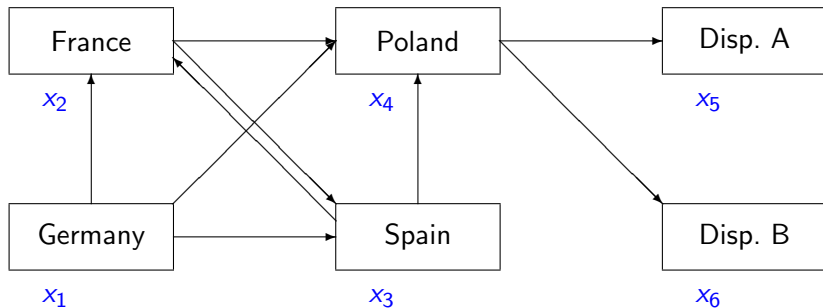 France Poland Disp. A
x2 x4 x5
Germany Spain Disp. B
x1 x3 x6